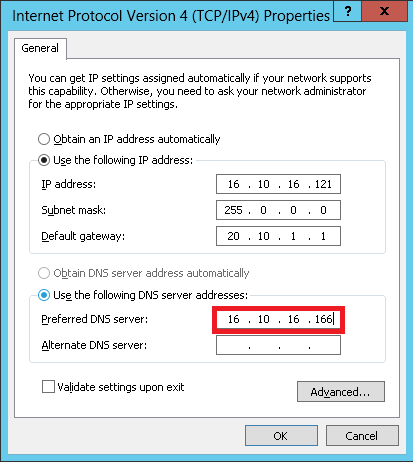 Internet Protocol Version 4 (TCP/IPv4) Properties ? x
General
You can get IP settings assigned automatically if your network supports
this capability. Otherwise, you need to ask your network administrator
for the appropriate IP settings.
Obtain an IP address automatically
Use the following IP address:
IP address: 16 . 10 . 16 . 121
Subnet mask: 255 . 0 . 0 . 0
Default gateway: 20 . 10 . 1 . 1
Obtain DNS server address automatically
Use the following DNS server addresses:
Preferred DNS server: 16 . 10 . 16 . 166
Alternate DNS server: . . .
Validate settings upon exit
Advanced...
OK Cancel